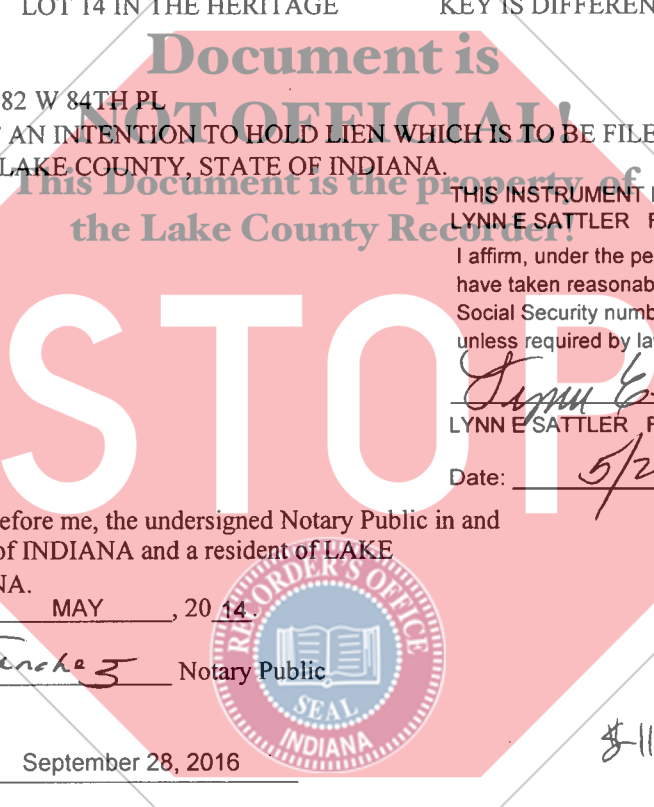 LOT 14 IN THE HERITAGE KEY IS DIFFEREN
Document is
82 W 84TH PL
NOT OFFICIAL!
AN INTENTION TO HOLD LIEN WHICH IS TO BE FILE
LAKE COUNTY, STATE OF INDIANA.
This Document is the property of
THIS INSTRUMENT
the Lake County Recorder!
LYNN E SATTLER F
I affirm, under the pe
have taken reasonab
Social Security numb
unless required by la
STOP
Lynn E
LYNN E SATTLER F
Date: 5/2
efore me, the undersigned Notary Public in and
of INDIANA and a resident of LAKE
NA.
MAY , 20 14.
Notary Public
RECORDER'S OFFICE
SEAL
INDIANA
September 28, 2016
$ 11